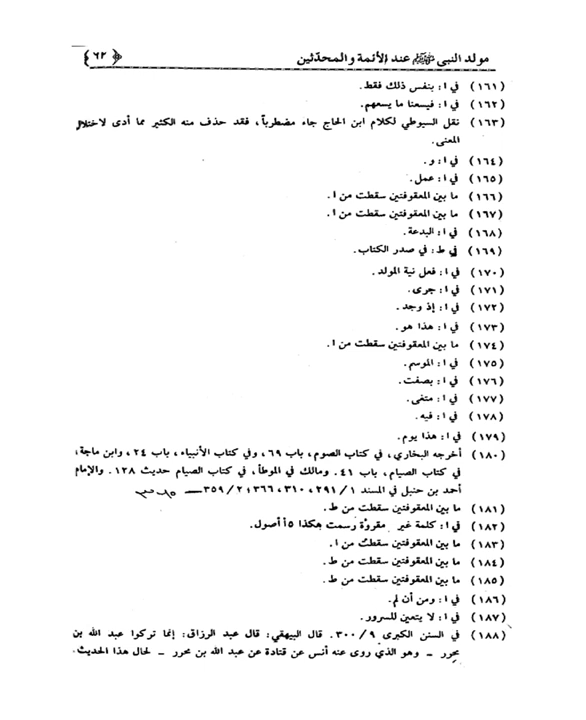 مولد النبي ﷺ عند الأئمة والمحدّثين ﴿٦٢﴾
(١٦١) في ا: بنفس ذلك فقط.
(١٦٢) في ا: فيسعنا ما يسعهم.
(١٦٣) نقل السيوطي لكلام ابن الحاج جاء مضطرباً، فقد حذف منه الكثير مما أدى لاختلال
المعنى.
(١٦٤) في ا: و.
(١٦٥) في ا: عمل.
(١٦٦) ما بين المعقوفتين سقطت من ا.
(١٦٧) ما بين المعقوفتين سقطت من ا.
(١٦٨) في ا: البدعة.
(١٦٩) في ط: في صدر الكتاب.
(١٧٠) في ا: فعل نية المولد.
(١٧١) في ا: جرى.
(١٧٢) في ا: إذ وجد.
(١٧٣) في ا: هذا هو.
(١٧٤) ما بين المعقوفتين سقطت من ا.
(١٧٥) في ا: الموسم.
(١٧٦) في ا: بصفت.
(١٧٧) في ا: متغى.
(١٧٨) في ا: فيه.
(١٧٩) في ا: هذا يوم.
(١٨٠) أخرجه البخاري، في كتاب الصوم، باب ٦٩، وفي كتاب الأنبياء، باب ٢٤، وابن ماجة،
في كتاب الصيام، باب ٤١. ومالك في الموطأ، في كتاب الصيام حديث ١٢٨. والإمام
أحمد بن حنبل في المسند ١/ ٢٩١، ٣١٠، ٣٦٦؛ ٢/ ٣٥٩
(١٨١) ما بين المعقوفتين سقطت من ط.
(١٨٢) في ا: كلمة غير مقروة رسمت هكذا ٥أ أصول.
(١٨٣) ما بين المعقوفتين سقطت من ا.
(١٨٤) ما بين المعقوفتين سقطت من ط.
(١٨٥) ما بين المعقوفتين سقطت من ط.
(١٨٦) في ا: ومن أن لم.
(١٨٧) في ا: لا يتعين للسرور.
(١٨٨) في السنن الكبرى ٩/ ٣٠٠. قال البيهقي: قال عبد الرزاق: إنما تركوا عبد الله بن
محرر – وهو الذي روى عنه أنس عن قتادة عن عبد الله بن محرر – لحال هذا الحديث.